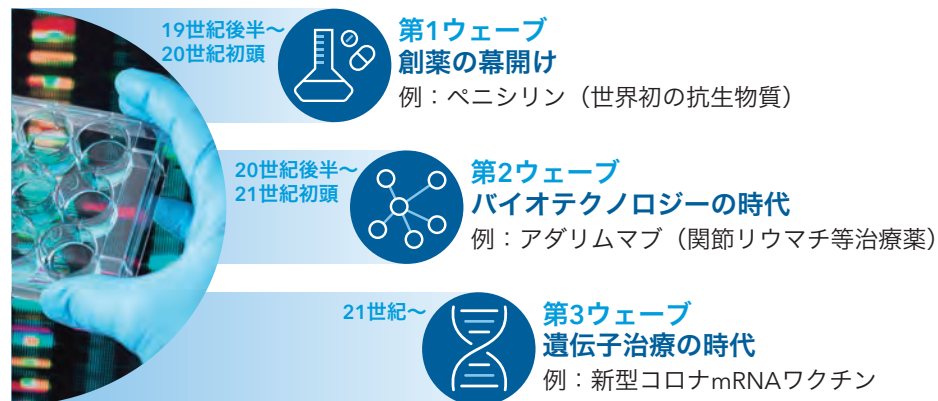 19世紀後半〜
20世紀初頭
第1ウェーブ
創薬の幕開け
例：ペニシリン（世界初の抗生物質）
20世紀後半〜
21世紀初頭
第2ウェーブ
バイオテクノロジーの時代
例：アダリムマブ（関節リウマチ等治療薬）
21世紀〜
第3ウェーブ
遺伝子治療の時代
例：新型コロナmRNAワクチン